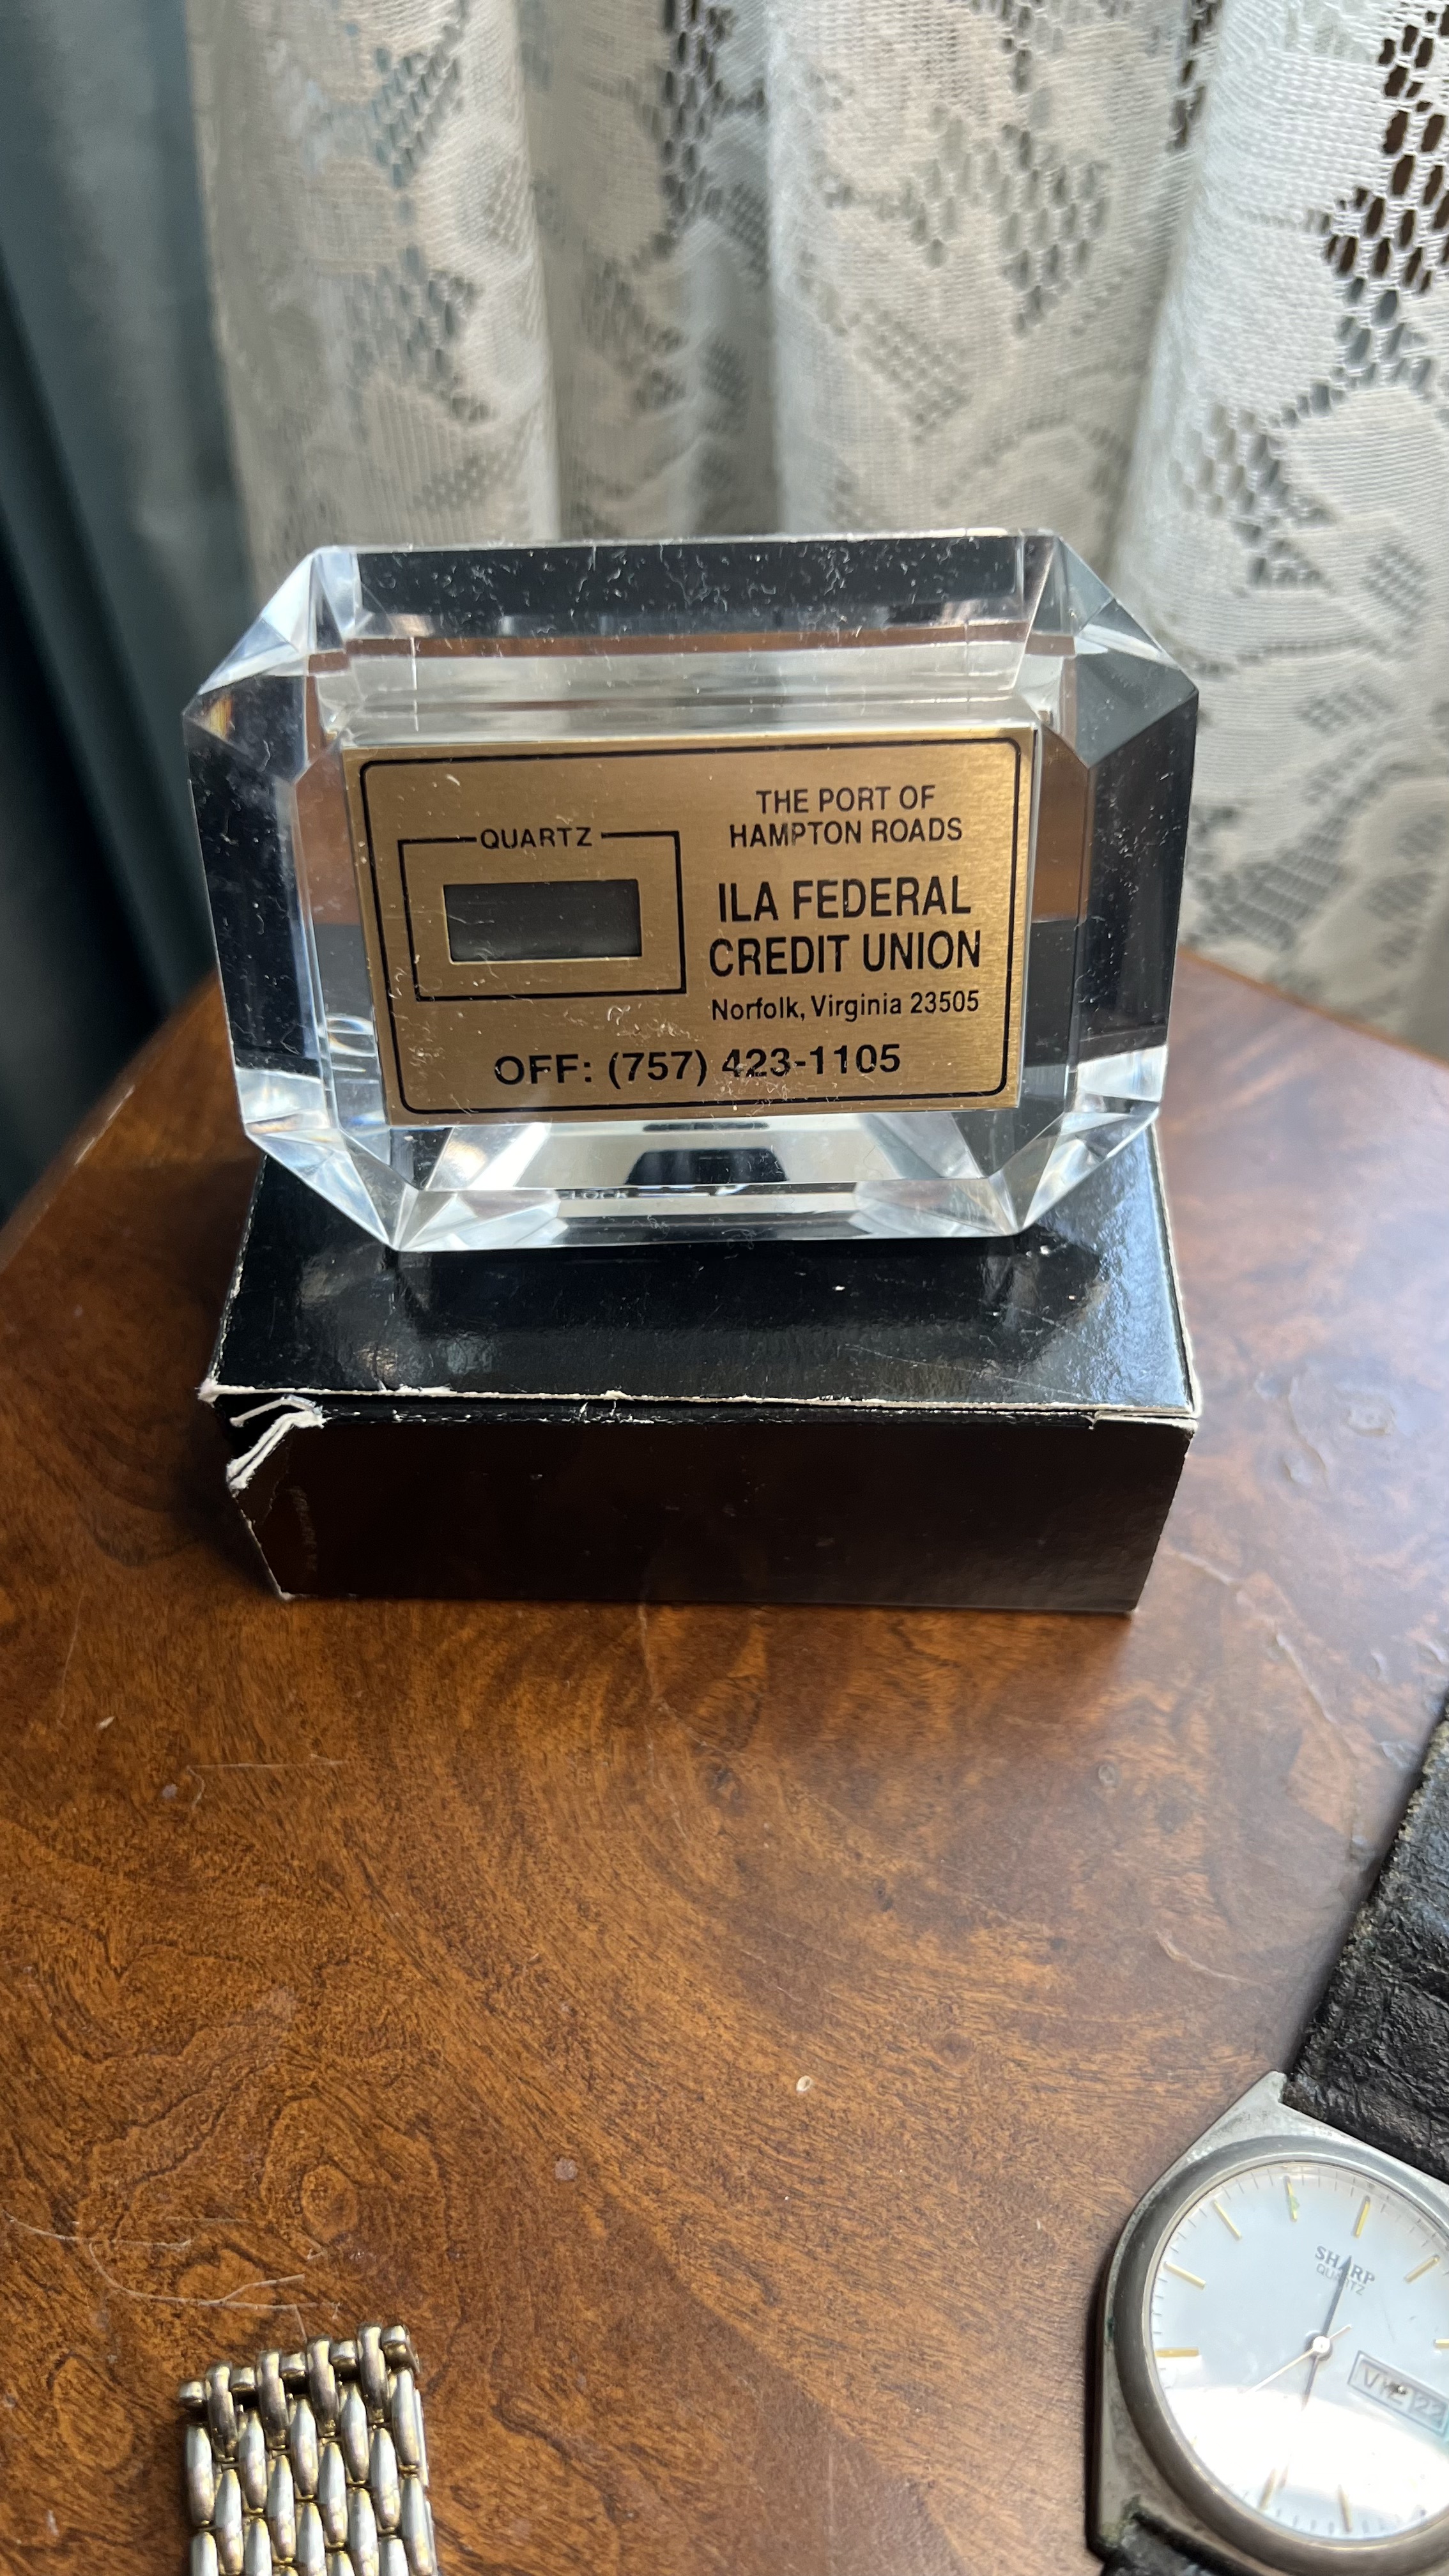 QUARTZ
THE PORT OF
HAMPTON ROADS
ILA FEDERAL
CREDIT UNION
Norfolk, Virginia 23505
OFF: (757) 423-1105
CLOCK
SHARP
QUARTZ